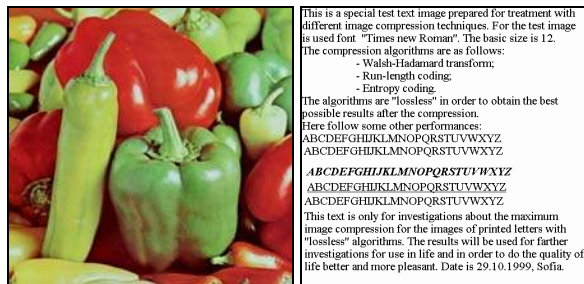 This is a special test text image prepared for treatment with
different image compression techniques. For the test image
is used font "Times new Roman". The basic size is 12.
The compression algorithms are as follows:
- Walsh-Hadamard transform;
- Run-length coding;
- Entropy coding.
The algorithms are "lossless" in order to obtain the best
possible results after the compression.
Here follow some other performances:
ABCDEFGHIJKLMNOPQRSTUVWXYZ
ABCDEFGHIJKLMNOPQRSTUVWXYZ
ABCDEFGHIJKLMNOPQRSTUVWXYZ
ABCDEFGHIJKLMNOPQRSTUVWXYZ
ABCDEFGHIJKLMNOPQRSTUVWXYZ
This text is only for investigations about the maximum
image compression for the images of printed letters with
"lossless" algorithms. The results will be used for farther
investigations for use in life and in order to do the quality of
life better and more pleasant. Date is 29.10.1999, Sofia.